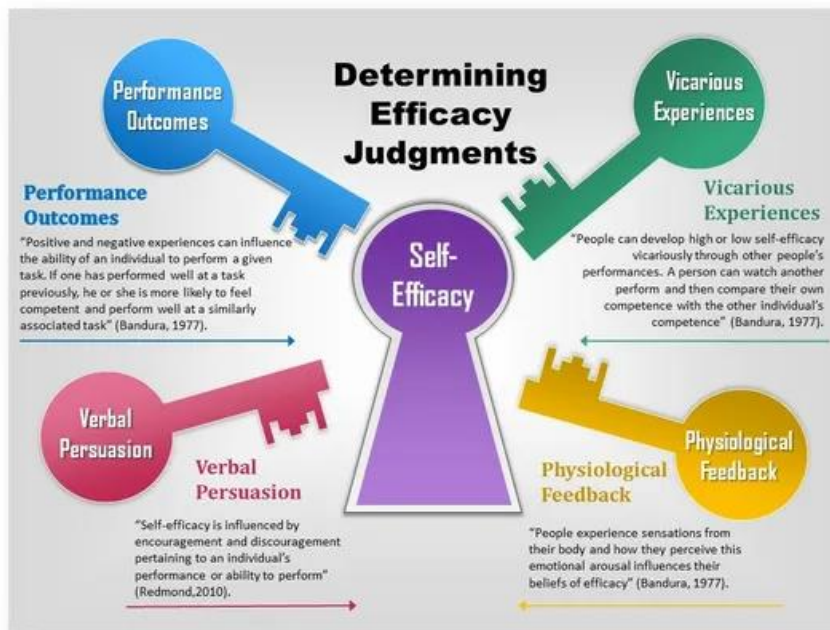 Determining
Efficacy
Judgments
Performance
Outcomes
Performance
Outcomes
"Positive and negative experiences can influence
the ability of an individual to perform a given
task. If one has performed well at a task
previously, he or she is more likely to feel
competent and perform well at a similarly
associated task" (Bandura, 1977).
Vicarious
Experiences
Vicarious
Experiences
"People can develop high or low self-efficacy
vicariously through other people's
performances. A person can watch another
perform and then compare their own
competence with the other individual's
competence" (Bandura, 1977).
Self-
Efficacy
Verbal
Persuasion
Verbal
Persuasion
"Self-efficacy is influenced by
encouragement and discouragement
pertaining to an individual's
performance or ability to perform"
(Redmond,2010).
Physiological
Feedback
Physiological
Feedback
"People experience sensations from
their body and how they perceive this
emotional arousal influences their
beliefs of efficacy" (Bandura, 1977).